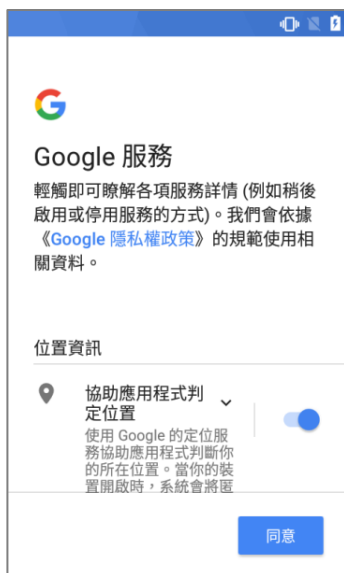 Google 服務
輕觸即可瞭解各項服務詳情 (例如稍後
啟用或停用服務的方式)。我們會依據
《Google 隱私權政策》的規範使用相
關資料。
位置資訊
協助應用程式判
定位置
使用 Google 的定位服
務協助應用程式判斷你
的所在位置。當你的裝
置開啟時，系統會將匿
同意